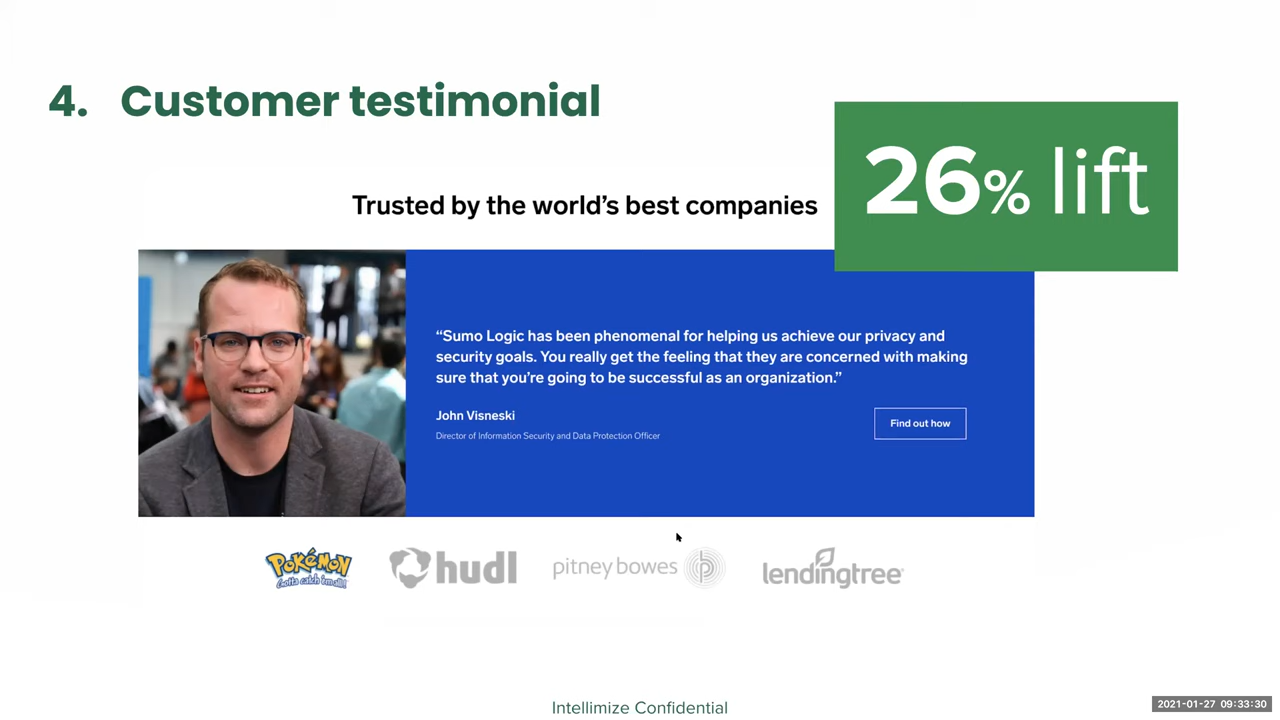 4. Customer testimonial
26% lift
Trusted by the world’s best companies
“Sumo Logic has been phenomenal for helping us achieve our privacy and
security goals. You really get the feeling that they are concerned with making
sure that you’re going to be successful as an organization.”
John Visneski
Director of Information Security and Data Protection Officer
Find out how
POKéMON
Gotta catch 'em all!
hudl
pitney bowes
lendingtree
Intellimize Confidential
2021-01-27 09:33:30